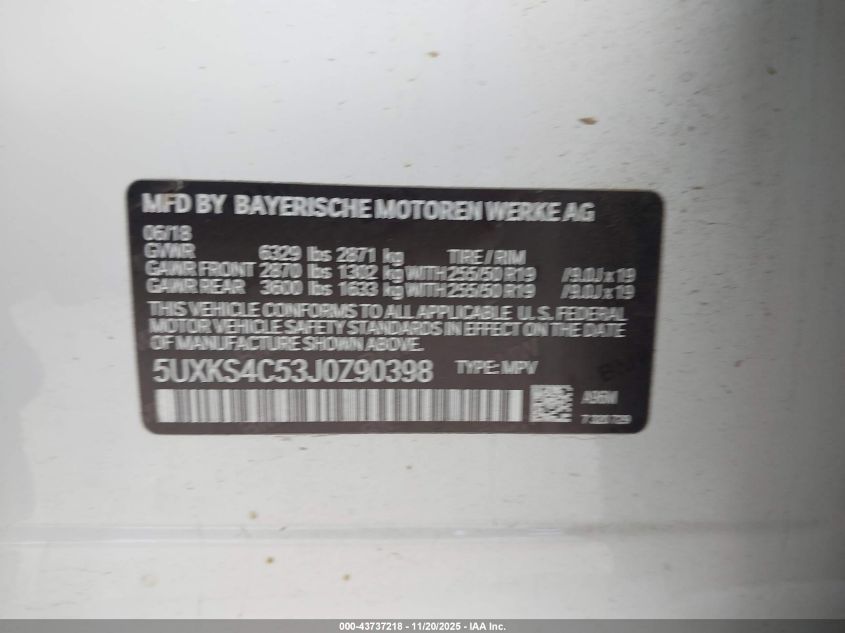 MFD BY BAYERISCHE MOTOREN WERKE AG
06/18
GVWR 6329 lbs 2871 kg TIRE / RIM
GAWR FRONT 2870 lbs 1302 kg WITH 255/50 R19 /9.0J x 19
GAWR REAR 3600 lbs 1633 kg WITH 255/50 R19 /9.0J x 19
THIS VEHICLE CONFORMS TO ALL APPLICABLE U.S. FEDERAL
MOTOR VEHICLE SAFETY STANDARDS IN EFFECT ON THE DATE
OF MANUFACTURE SHOWN ABOVE.
5UXKS4C53J0Z90398 TYPE: MPV
000-43737218 - 11/20/2025 - IAA Inc.